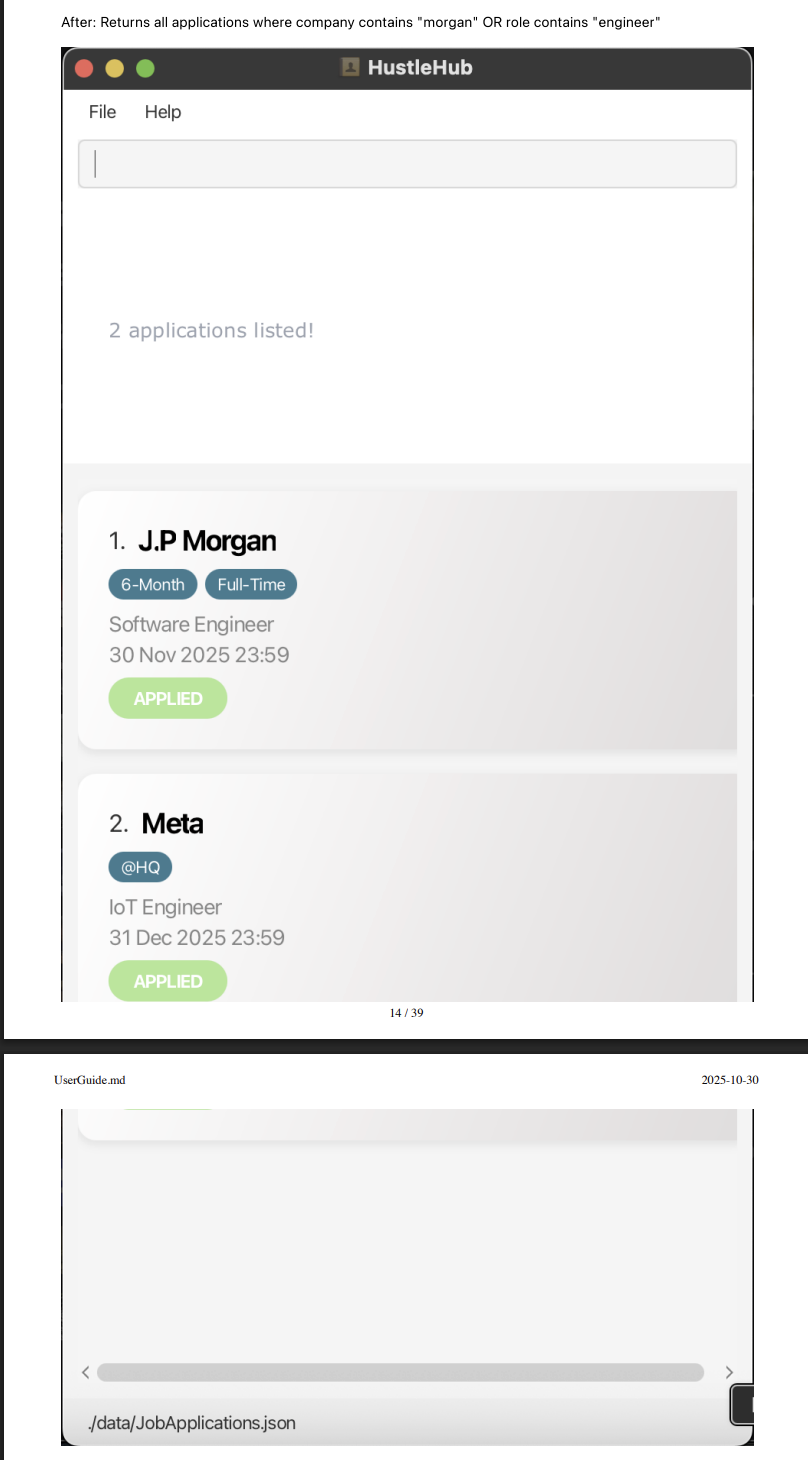 After: Returns all applications where company contains "morgan" OR role contains "engineer"
HustleHub
File Help
2 applications listed!
1. J.P Morgan
6-Month Full-Time
Software Engineer
30 Nov 2025 23:59
APPLIED
2. Meta
@HQ
IoT Engineer
31 Dec 2025 23:59
APPLIED
14 / 39
UserGuide.md 2025-10-30
./data/JobApplications.json